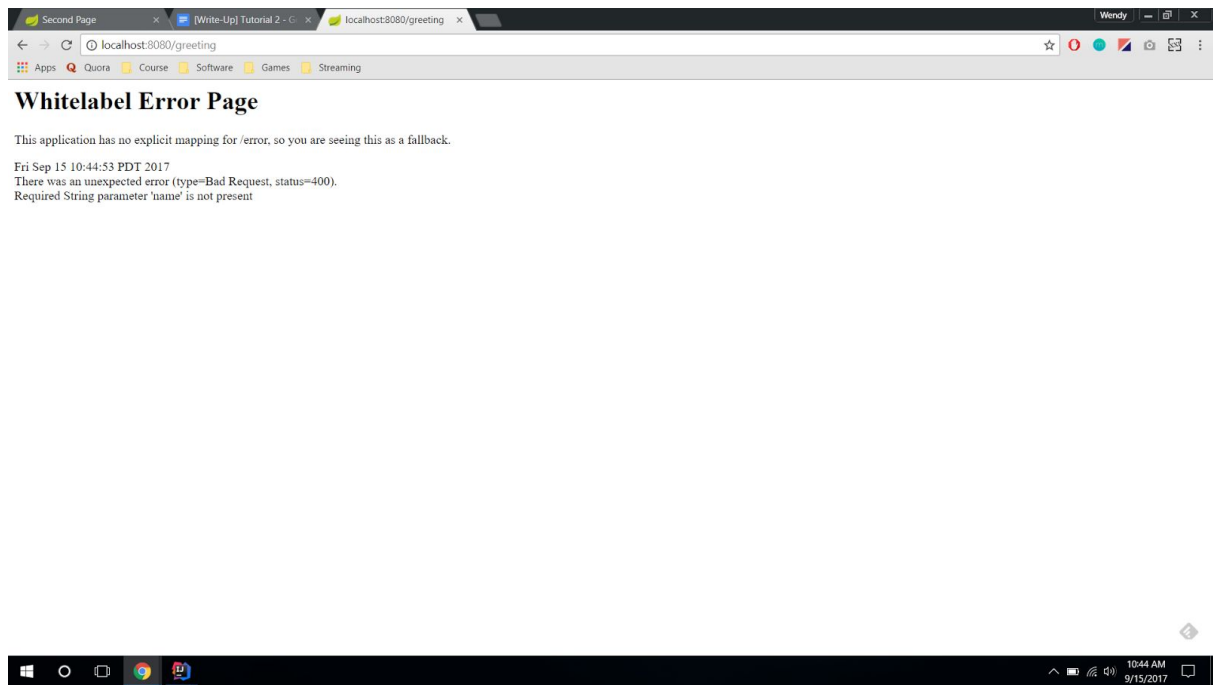 Second Page
[Write-Up] Tutorial 2 - G
localhost:8080/greeting
Wendy
localhost:8080/greeting
Apps Quora Course Software Games Streaming
Whitelabel Error Page
This application has no explicit mapping for /error, so you are seeing this as a fallback.
Fri Sep 15 10:44:53 PDT 2017
There was an unexpected error (type=Bad Request, status=400).
Required String parameter 'name' is not present
10:44 AM
9/15/2017